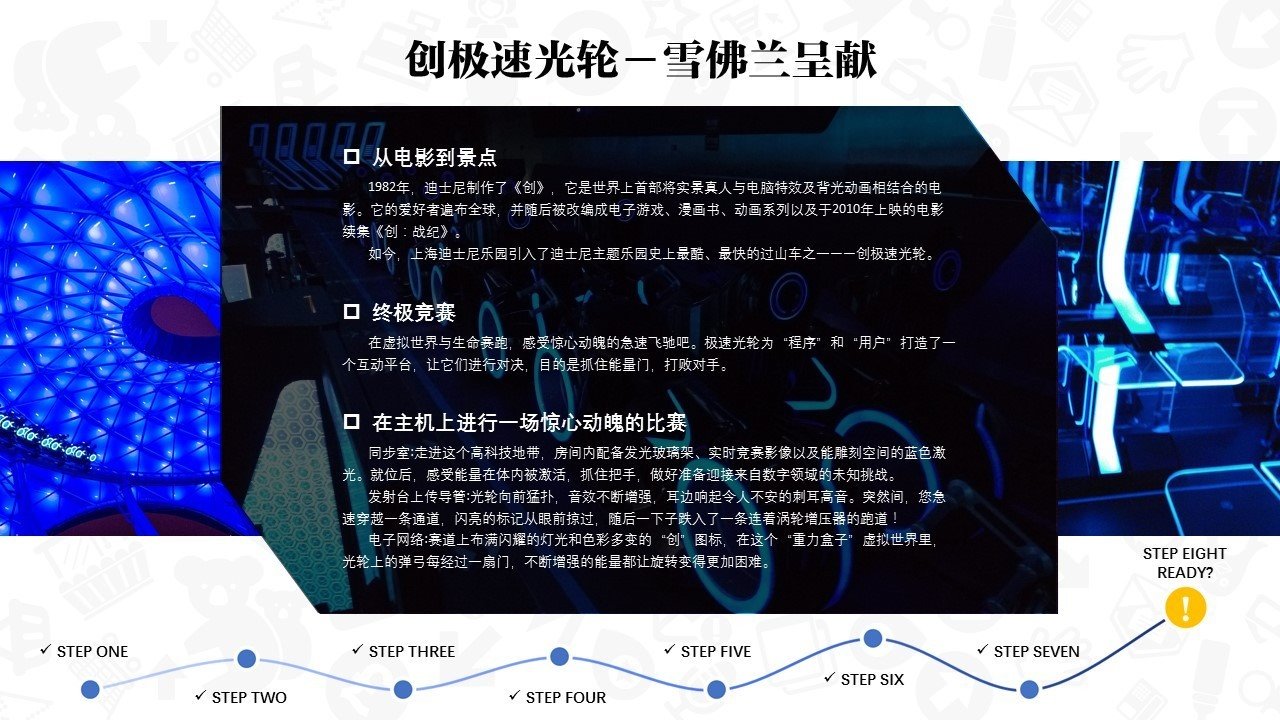 创极速光轮－雪佛兰呈献
从电影到景点
1982年，迪士尼制作了《创》，它是世界上首部将实景真人与电脑特效及背光动画相结合的电
影。它的爱好者遍布全球，并随后被改编成电子游戏、漫画书、动画系列以及于2010年上映的电影
续集《创：战纪》。
如今，上海迪士尼乐园引入了迪士尼主题乐园史上最酷、最快的过山车之一——创极速光轮。
终极竞赛
在虚拟世界与生命赛跑，感受惊心动魄的急速飞驰吧。极速光轮为“程序”和“用户”打造了一
个互动平台，让它们进行对决，目的是抓住能量门，打败对手。
在主机上进行一场惊心动魄的比赛
同步室:走进这个高科技地带，房间内配备发光玻璃架、实时竞赛影像以及能雕刻空间的蓝色激
光。就位后，感受能量在体内被激活，抓住把手，做好准备迎接来自数字领域的未知挑战。
发射台上传导管:光轮向前猛扑，音效不断增强，耳边响起令人不安的刺耳高音。突然间，您急
速穿越一条通道，闪亮的标记从眼前掠过，随后一下子跌入了一条连着涡轮增压器的跑道！
电子网络:赛道上布满闪耀的灯光和色彩多变的“创”图标，在这个“重力盒子”虚拟世界里，
光轮上的弹弓每经过一扇门，不断增强的能量都让旋转变得更加困难。
STEP EIGHT
READY?
!
STEP ONE
STEP TWO
STEP THREE
STEP FOUR
STEP FIVE
STEP SIX
STEP SEVEN